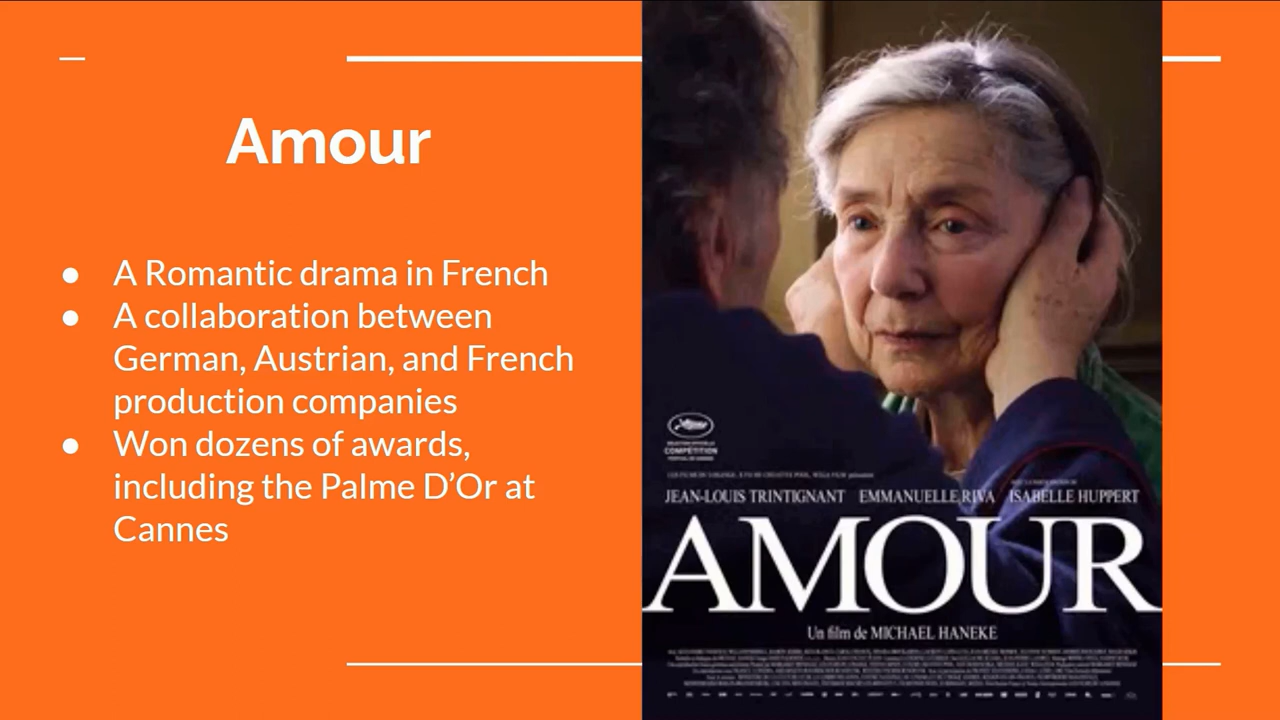 Amour
● A Romantic drama in French
● A collaboration between
German, Austrian, and French
production companies
● Won dozens of awards,
including the Palme D’Or at
Cannes
COMPÉTITION
JEAN-LOUIS TRINTIGNANT EMMANUELLE RIVA ISABELLE HUPPERT
AMOUR
Un film de MICHAEL HANEKE